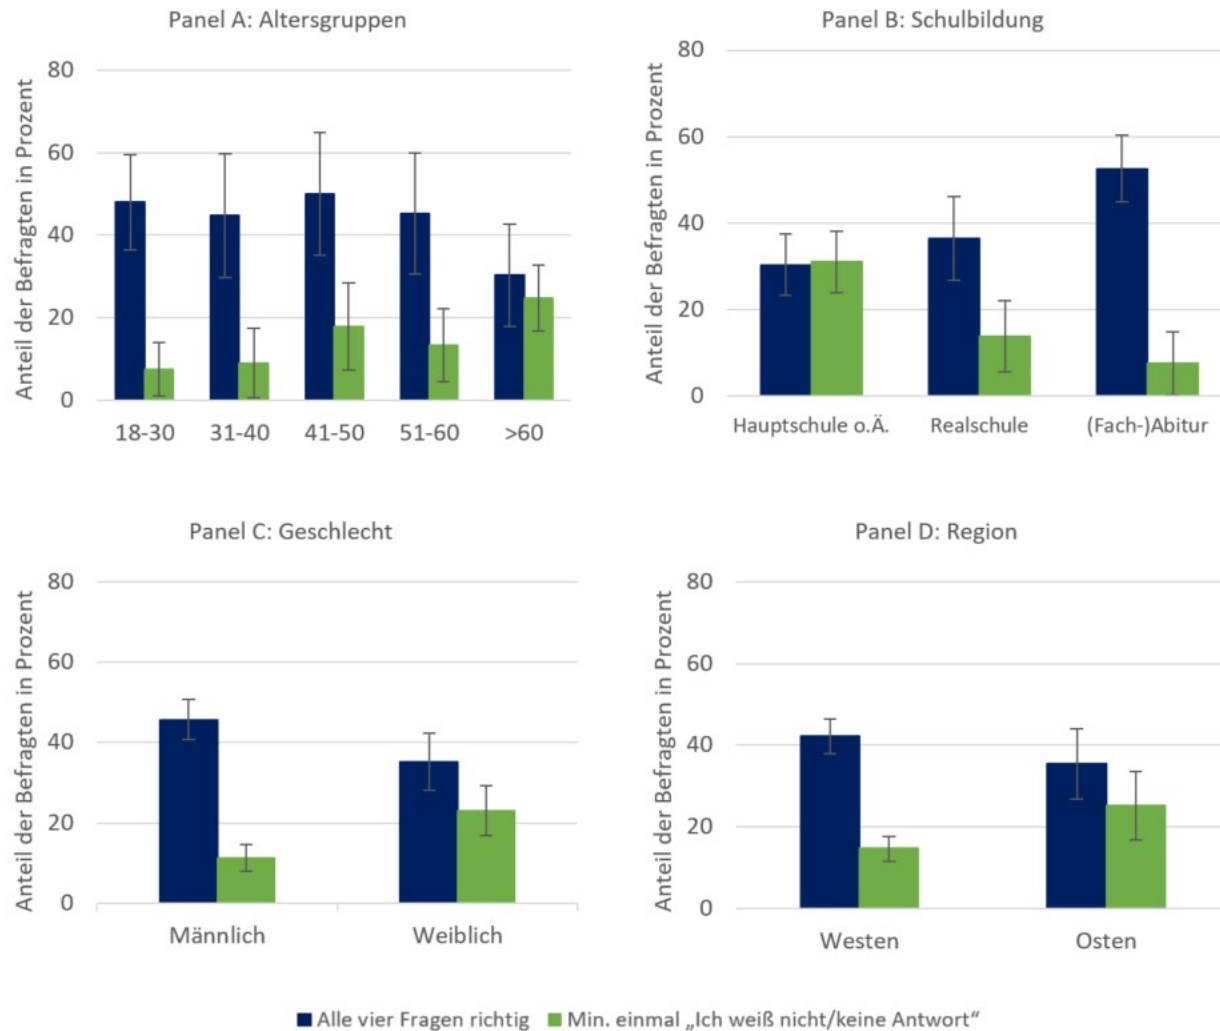 Panel A: Altersgruppen
Anteil der Befragten in Prozent
80
60
40
20
0
18-30 31-40 41-50 51-60 >60
Panel B: Schulbildung
Anteil der Befragten in Prozent
80
60
40
20
0
Hauptschule o.Ä. Realschule (Fach-)Abitur
Panel C: Geschlecht
Anteil der Befragten in Prozent
80
60
40
20
0
Männlich Weiblich
Panel D: Region
Anteil der Befragten in Prozent
80
60
40
20
0
Westen Osten
Alle vier Fragen richtig Min. einmal „Ich weiß nicht/keine Antwort“